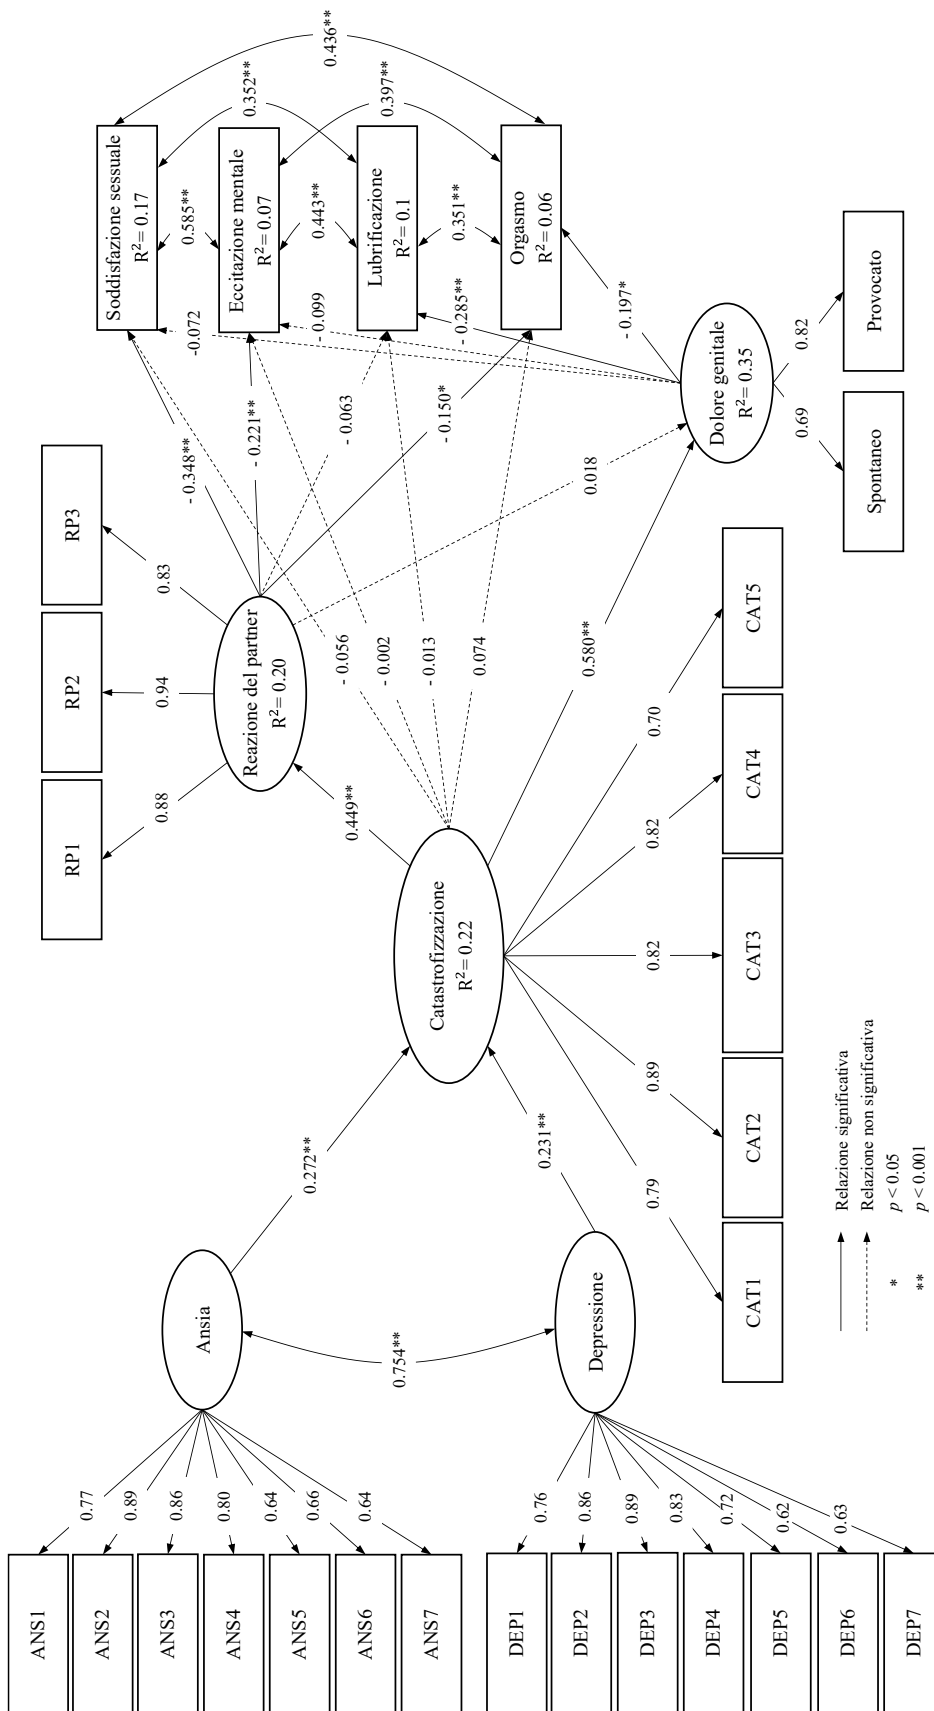 ANS1
ANS2
ANS3
ANS4
ANS5
ANS6
ANS7
0.77
0.89
0.86
0.80
0.64
0.66
0.64
DEP1
DEP2
DEP3
DEP4
DEP5
DEP6
DEP7
0.76
0.86
0.89
0.83
0.72
0.62
0.63
Ansia
0.754**
Depressione
0.272**
0.231**
Catastrofizzazione
R²= 0.22
0.79
0.89
0.82
0.82
0.70
CAT1
CAT2
CAT3
CAT4
CAT5
0.449**
RP1
RP2
RP3
0.88
0.94
0.83
Reazione del partner
R²= 0.20
- 0.056
- 0.002
- 0.013
0.074
0.580**
0.018
- 0.348**
- 0.221**
- 0.063
- 0.150*
-0.072
-0.099
- 0.285**
- 0.197*
Soddisfazione sessuale
R²= 0.17
Eccitazione mentale
R²= 0.07
Lubrificazione
R²= 0.1
Orgasmo
R²= 0.06
0.585**
0.443**
0.351**
0.352**
0.397**
0.436**
Dolore genitale
R²= 0.35
0.69
0.82
Spontaneo
Provocato
Relazione significativa
Relazione non significativa
* p < 0.05
** p < 0.001